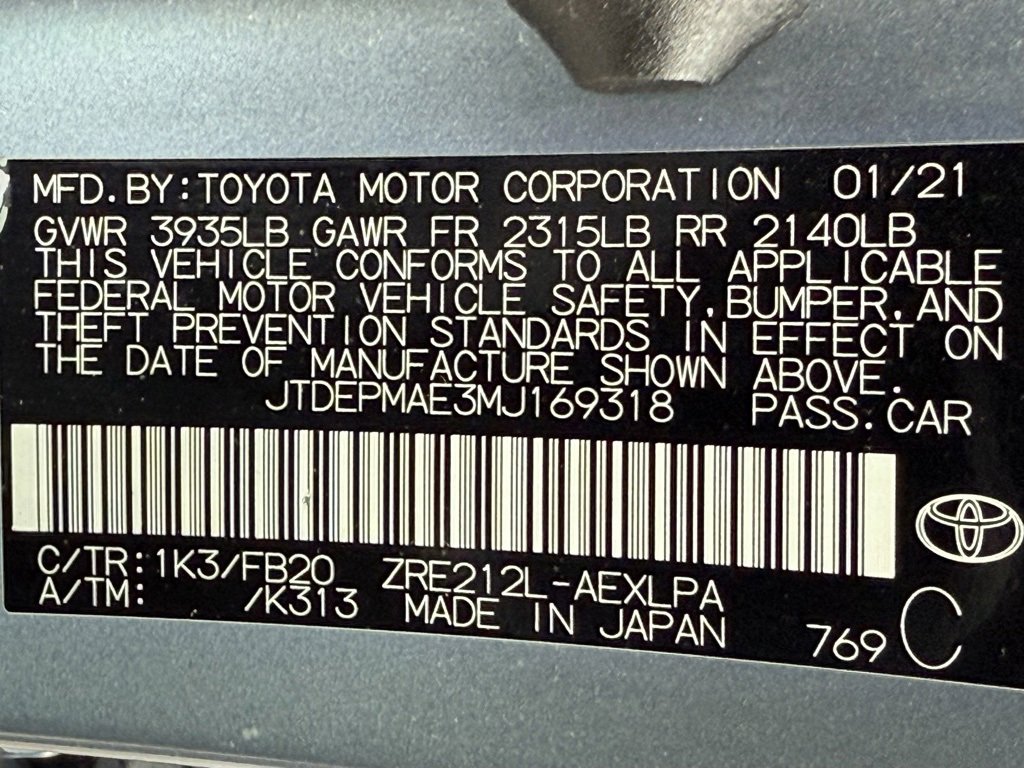 MFD. BY: TOYOTA MOTOR CORPORATION 01/21
GVWR 3935LB GAWR FR 2315LB RR 2140LB
THIS VEHICLE CONFORMS TO ALL APPLICABLE
FEDERAL MOTOR VEHICLE SAFETY, BUMPER, AND
THEFT PREVENTION STANDARDS IN EFFECT ON
THE DATE OF MANUFACTURE SHOWN ABOVE.
JTDEPMAE3MJ169318 PASS. CAR
C/TR: 1K3/FB20 ZRE212L-AEXLPA
A/TM: /K313 MADE IN JAPAN 769 C